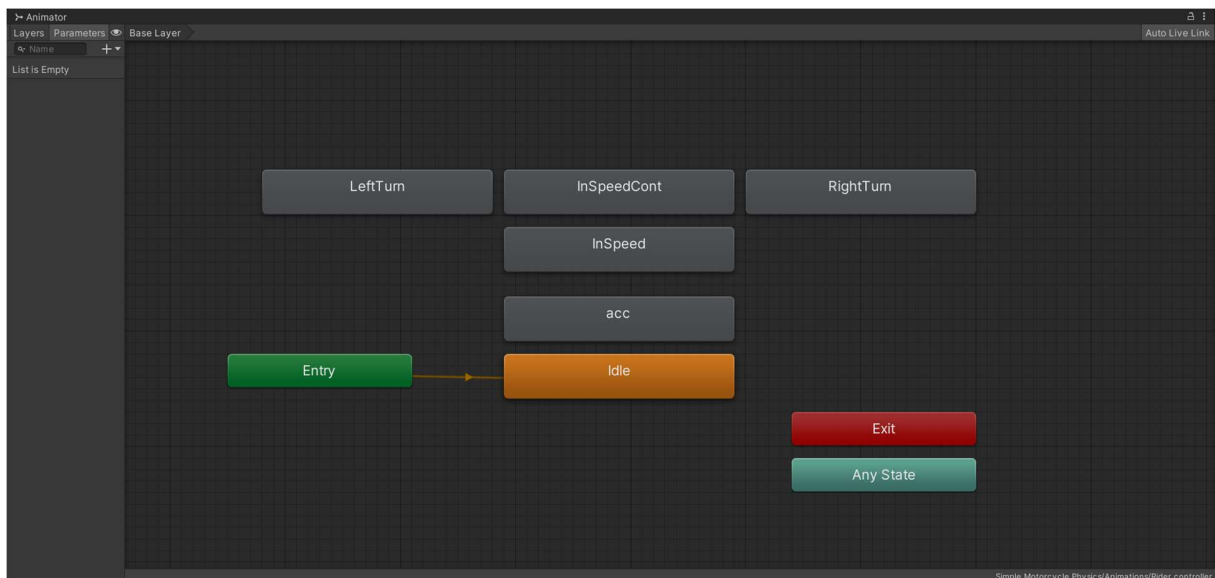 Animator
Layers Parameters Base Layer Auto Live Link
Name
List is Empty
LeftTurn InSpeedCont RightTurn
InSpeed
acc
Entry Idle
Exit
Any State
Simple Motorcycle Physics/Animations/Rider controller